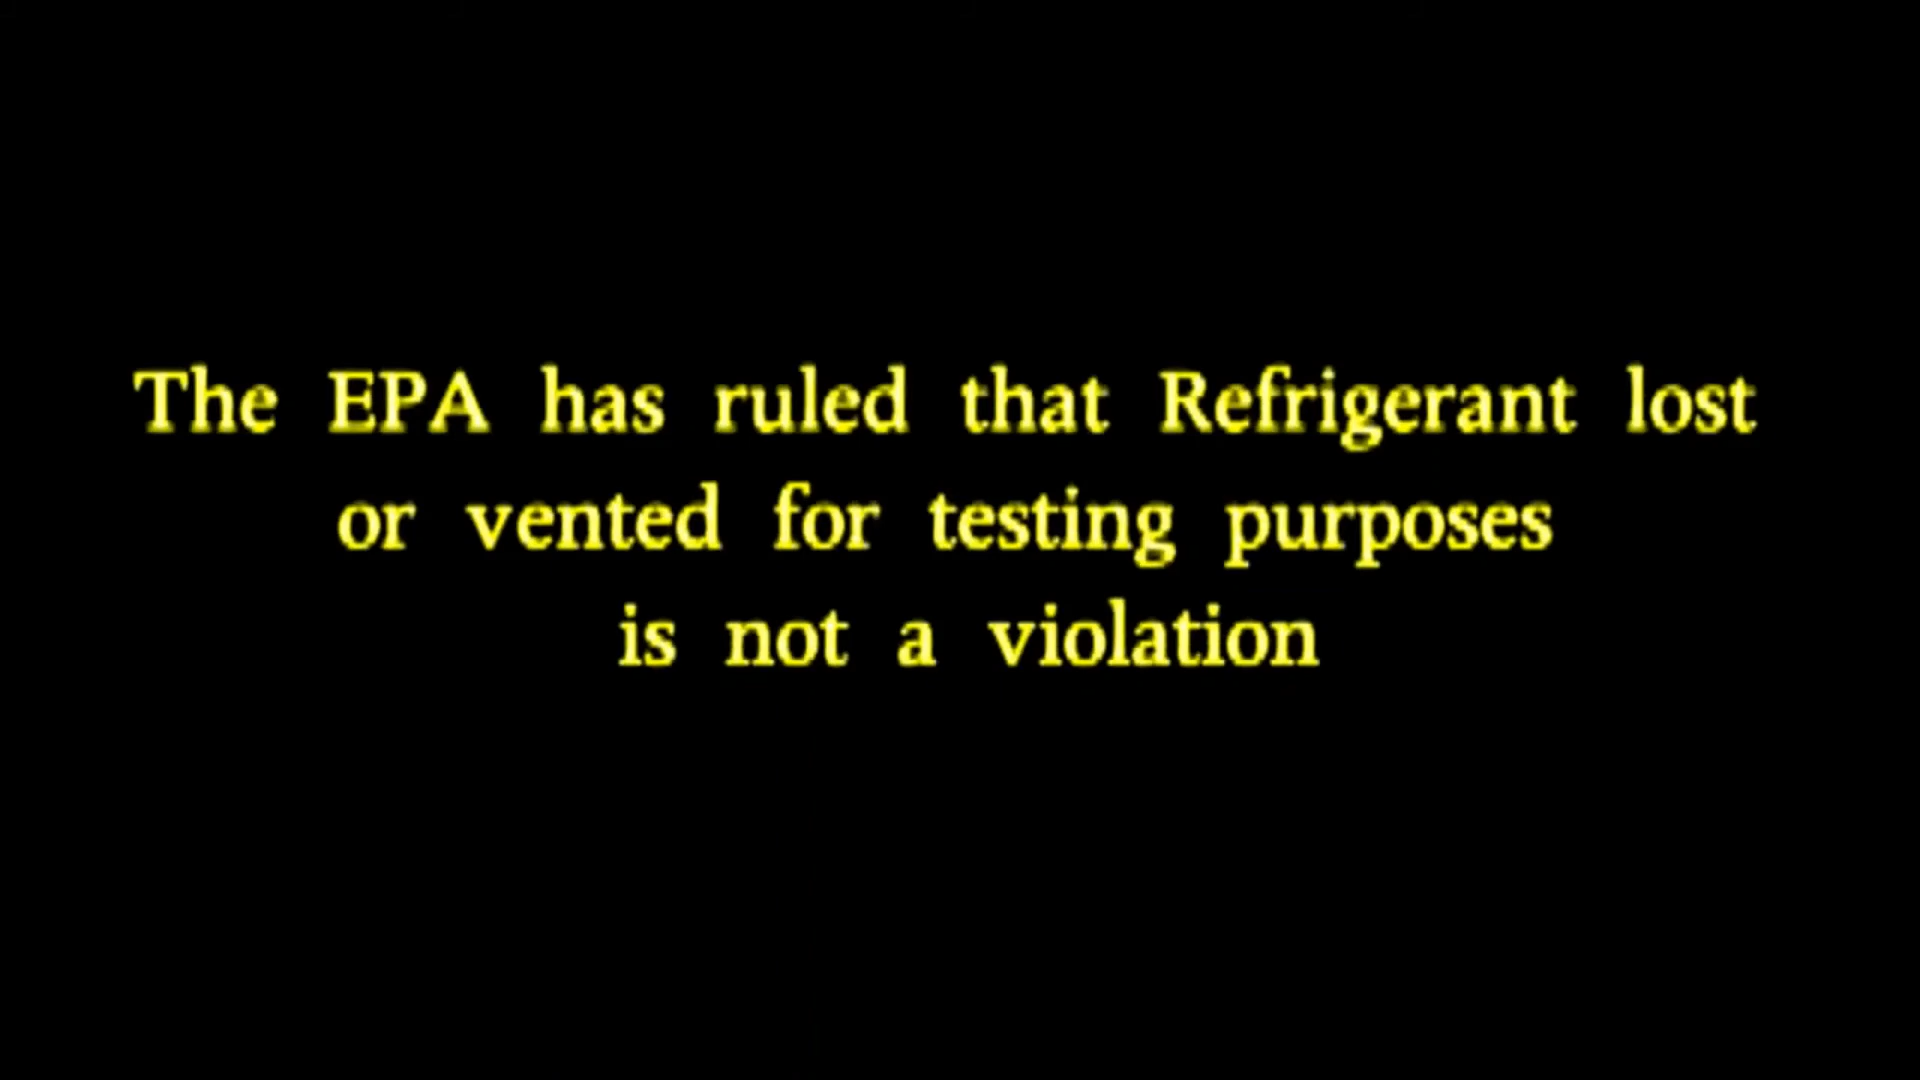 The EPA has ruled that Refrigerant lost
or vented for testing purposes
is not a violation